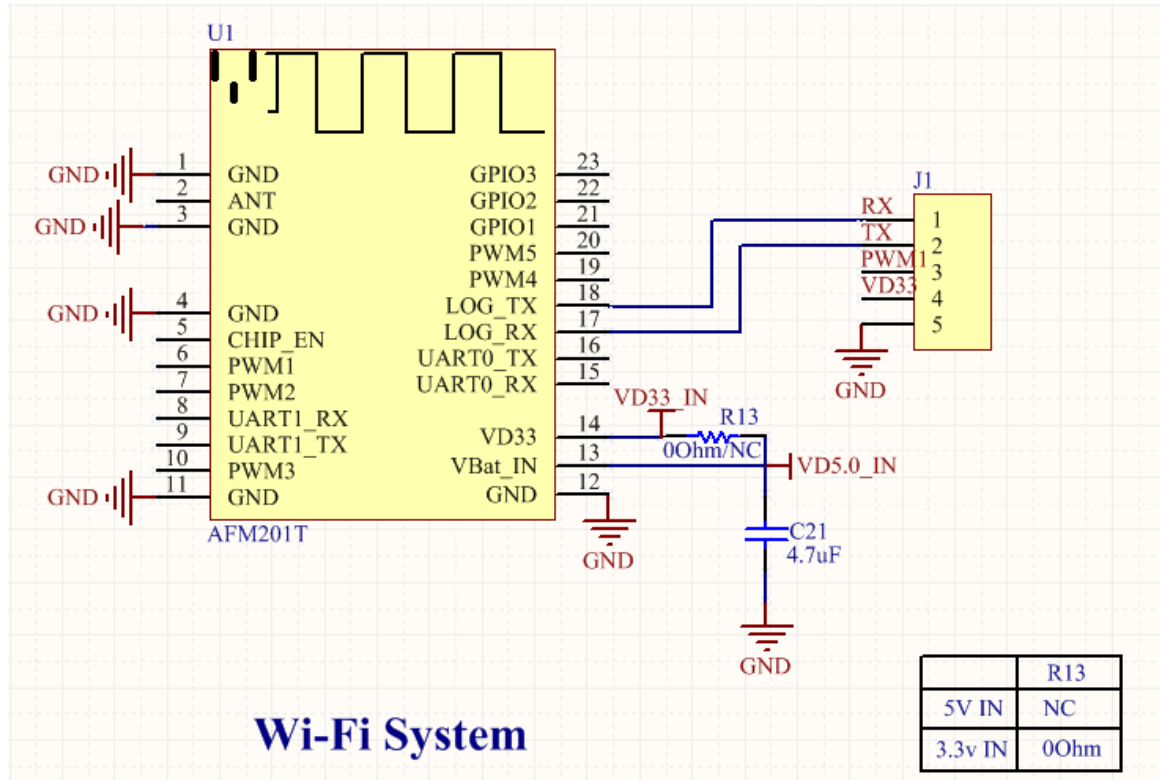 U1
GND
1
GND
2
ANT
GND
3
GND
GND
4
GND
5
CHIP_EN
6
PWM1
7
PWM2
8
UART1_RX
9
UART1_TX
10
PWM3
GND
11
GND
AFM201T
GPIO3
23
GPIO2
22
GPIO1
21
PWM5
20
PWM4
19
LOG_TX
18
LOG_RX
17
UART0_TX
16
UART0_RX
15
VD33
14
VBat_IN
13
GND
12
GND
VD33_IN
R13
0Ohm/NC
VD5.0_IN
C21
4.7uF
GND
J1
RX
1
TX
2
PWM1
3
VD33
4
5
GND
R13
5V IN NC
3.3v IN 0Ohm
Wi-Fi System